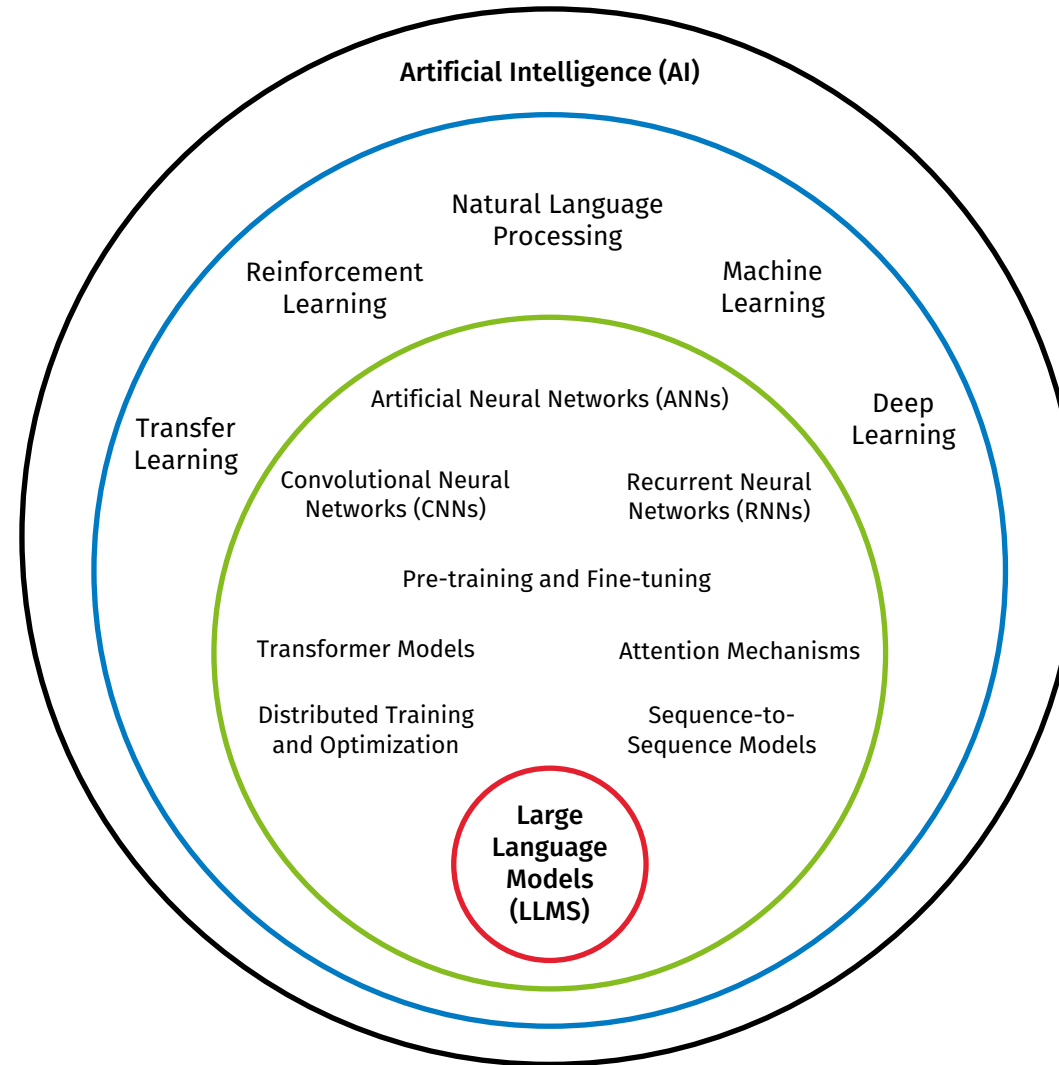 Artificial Intelligence (AI)
Natural Language
Processing
Reinforcement
Learning
Machine
Learning
Transfer
Learning
Deep
Learning
Artificial Neural Networks (ANNs)
Convolutional Neural
Networks (CNNs)
Recurrent Neural
Networks (RNNs)
Pre-training and Fine-tuning
Transformer Models
Attention Mechanisms
Distributed Training
and Optimization
Sequence-to-
Sequence Models
Large
Language
Models
(LLMS)